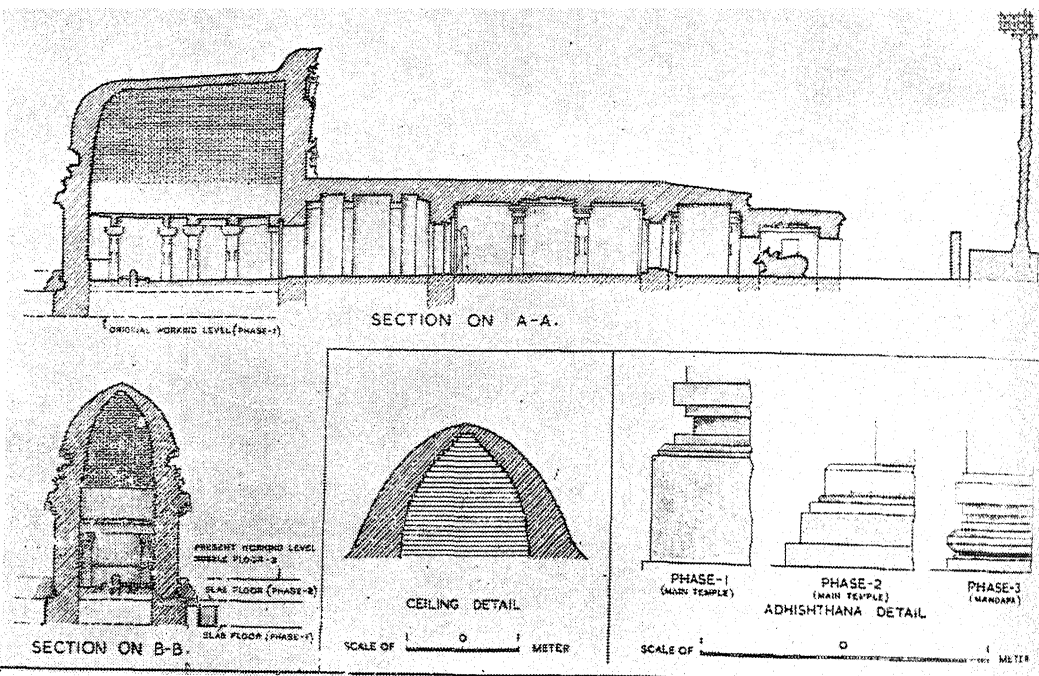 SECTION ON A-A.
ORIGINAL WORKING LEVEL (PHASE-1)
PRESENT WORKING LEVEL
FLOOR-3
SLAB FLOOR (PHASE-2)
SLAB FLOOR (PHASE-1)
SECTION ON B-B.
CEILING DETAIL
SCALE OF 1 0 1 METER
PHASE-1
(MAIN TEMPLE)
PHASE-2
(MAIN TEMPLE)
PHASE-3
(MANDAPA)
ADHISHTHANA DETAIL
SCALE OF 1 0 1 METER